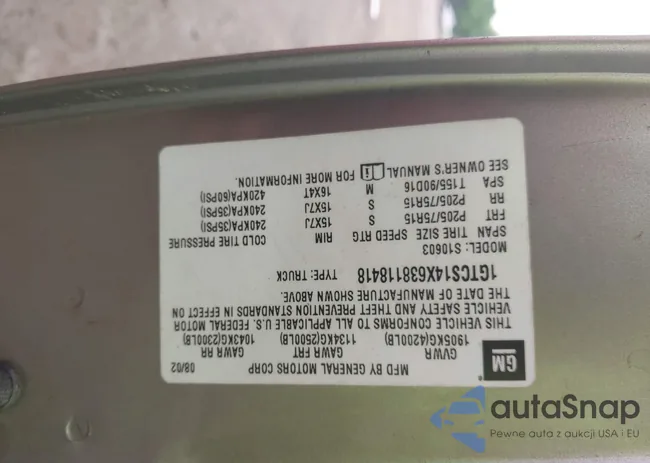 MFD BY GENERAL MOTORS CORP 08/02
GM
GVWR GAWR FRT GAWR RR
1905KG(4200LB) 1134KG(2500LB) 1043KG(2300LB)
THIS VEHICLE CONFORMS TO ALL APPLICABLE U.S. FEDERAL MOTOR
VEHICLE SAFETY AND THEFT PREVENTION STANDARDS IN EFFECT ON
THE DATE OF MANUFACTURE SHOWN ABOVE.
1GTCS14X638118418 TYPE: TRUCK
MODEL: S10603
SPAN TIRE SIZE SPEED RTG RIM COLD TIRE PRESSURE
FRT P205/75R15 S 15X7J 240KPA(35PSI)
RR P205/75R15 S 15X7J 240KPA(35PSI)
SPA T155/90D16 M 16X4T 420KPA(60PSI)
SEE OWNER'S MANUAL FOR MORE INFORMATION.
autaSnap
Pewne auta z aukcji USA i EU